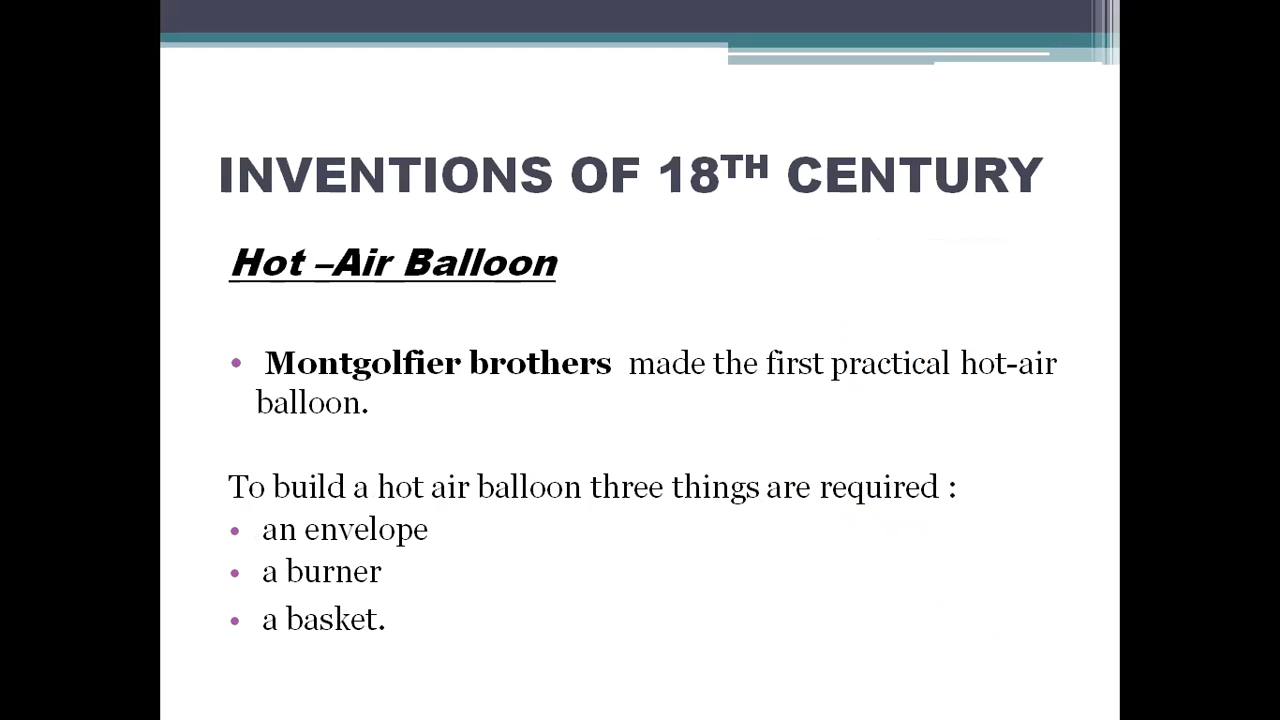 INVENTIONS OF 18TH CENTURY
Hot –Air Balloon
• Montgolfier brothers made the first practical hot-air
balloon.
To build a hot air balloon three things are required :
• an envelope
• a burner
• a basket.